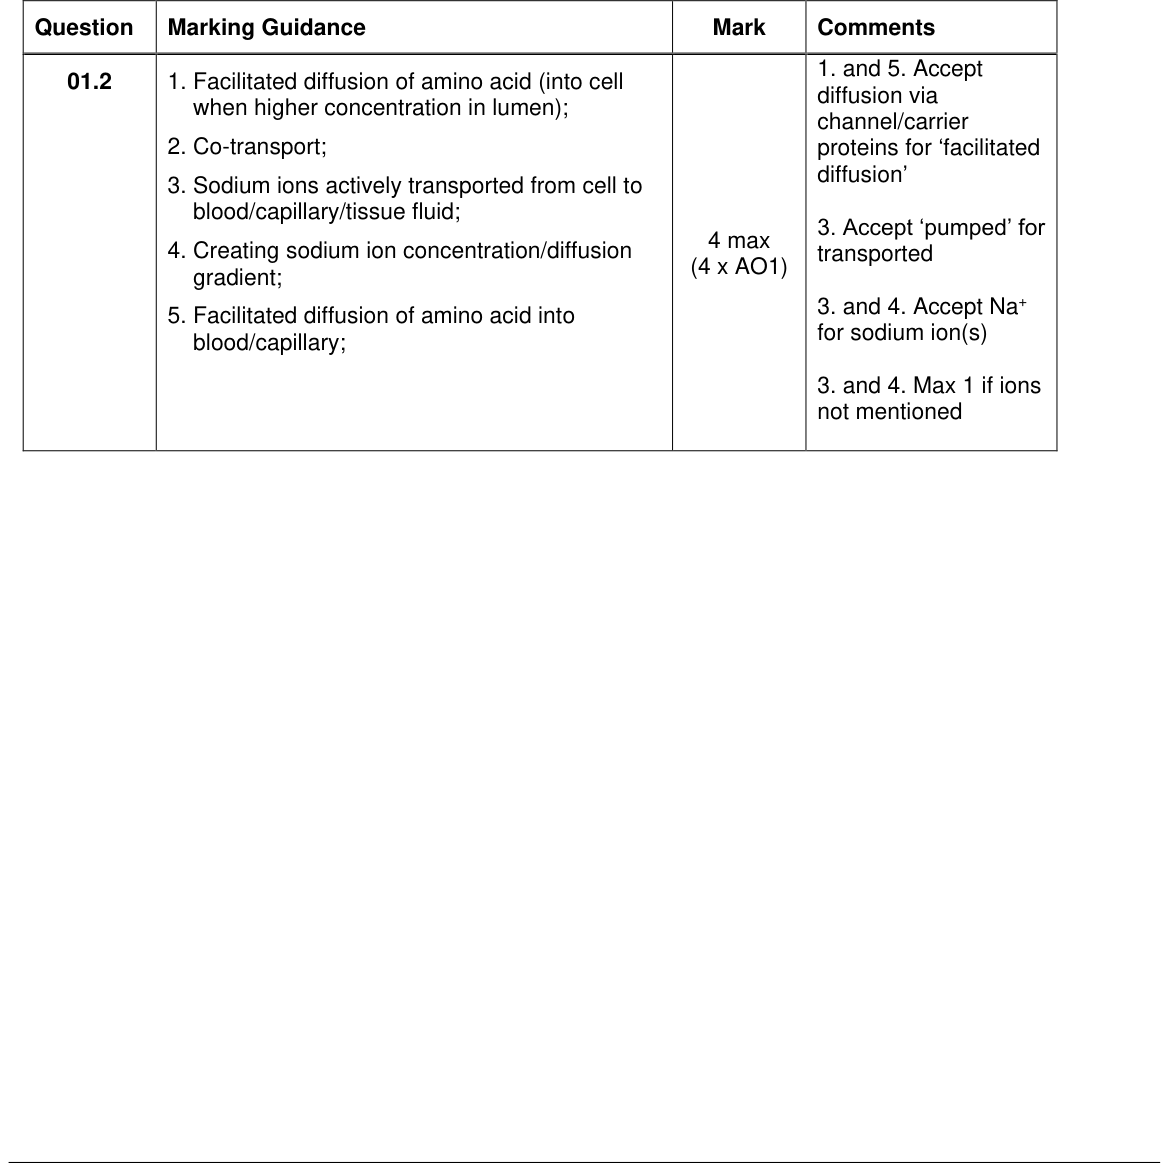 Question Marking Guidance Mark Comments
01.2
1. Facilitated diffusion of amino acid (into cell
when higher concentration in lumen);
2. Co-transport;
3. Sodium ions actively transported from cell to
blood/capillary/tissue fluid;
4. Creating sodium ion concentration/diffusion
gradient;
5. Facilitated diffusion of amino acid into
blood/capillary;
4 max
(4 x AO1)
1. and 5. Accept
diffusion via
channel/carrier
proteins for ‘facilitated
diffusion’
3. Accept ‘pumped’ for
transported
3. and 4. Accept Na⁺
for sodium ion(s)
3. and 4. Max 1 if ions
not mentioned